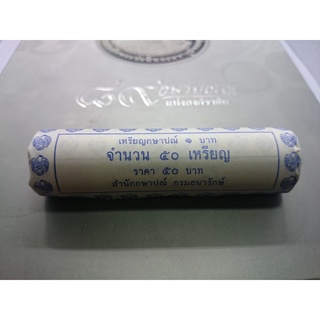 เหรียญกษาปณ์ ๑ บาท
จำนวน ๕๐ เหรียญ
ราคา ๕๐ บาท
สำนักกษาปณ์ กรมธนารักษ์